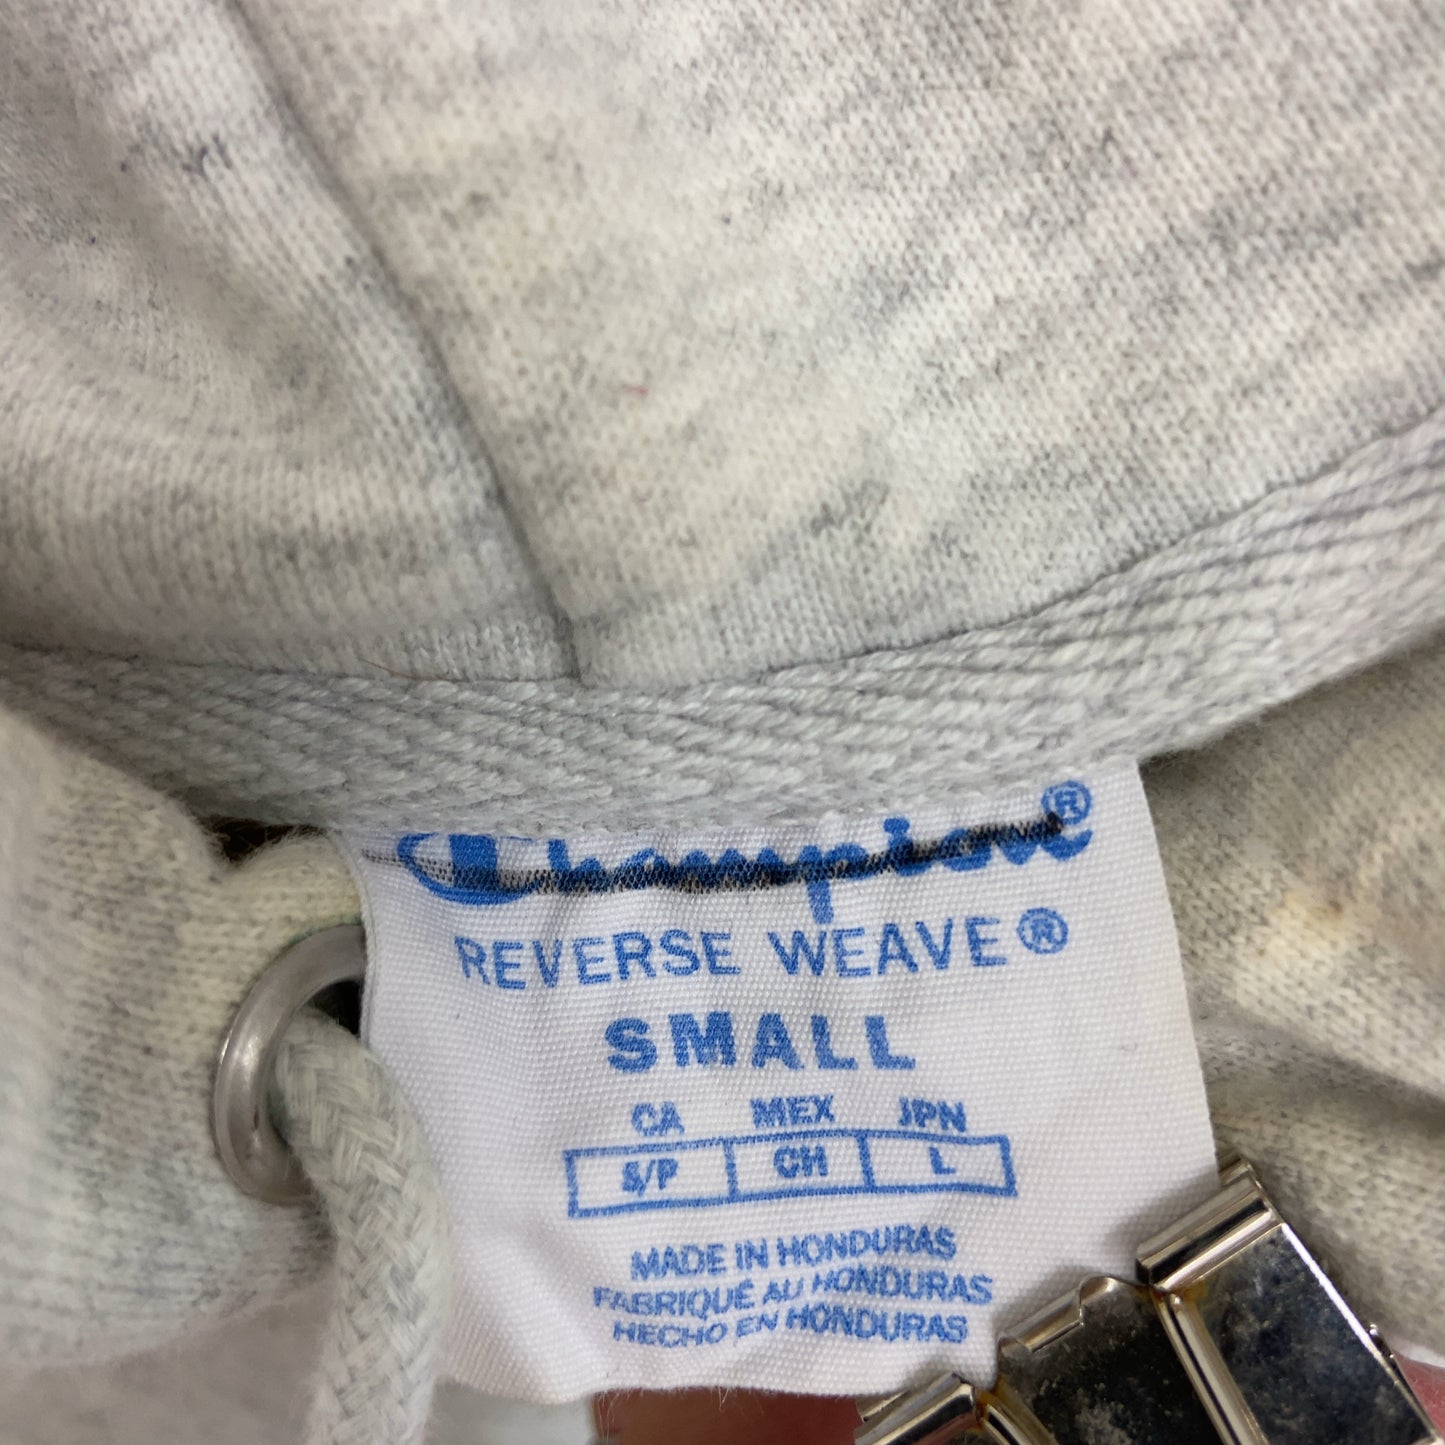 Champion®
REVERSE WEAVE®
SMALL
CA MEX JPN
S/P CH L
MADE IN HONDURAS
FABRIQUÉ AU HONDURAS
HECHO EN HONDURAS